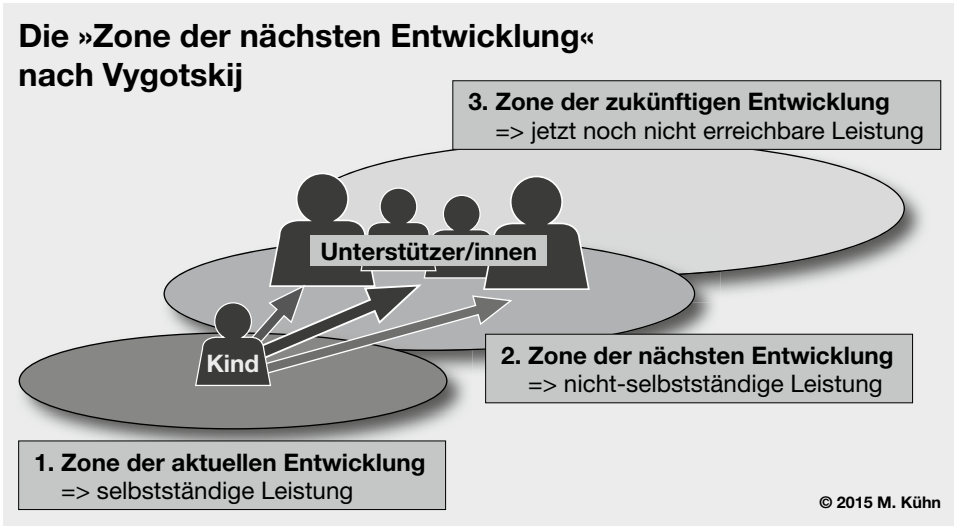 Die »Zone der nächsten Entwicklung«
nach Vygotskij
3. Zone der zukünftigen Entwicklung
=> jetzt noch nicht erreichbare Leistung
Unterstützer/innen
Kind
2. Zone der nächsten Entwicklung
=> nicht-selbstständige Leistung
1. Zone der aktuellen Entwicklung
=> selbstständige Leistung
© 2015 M. Kühn